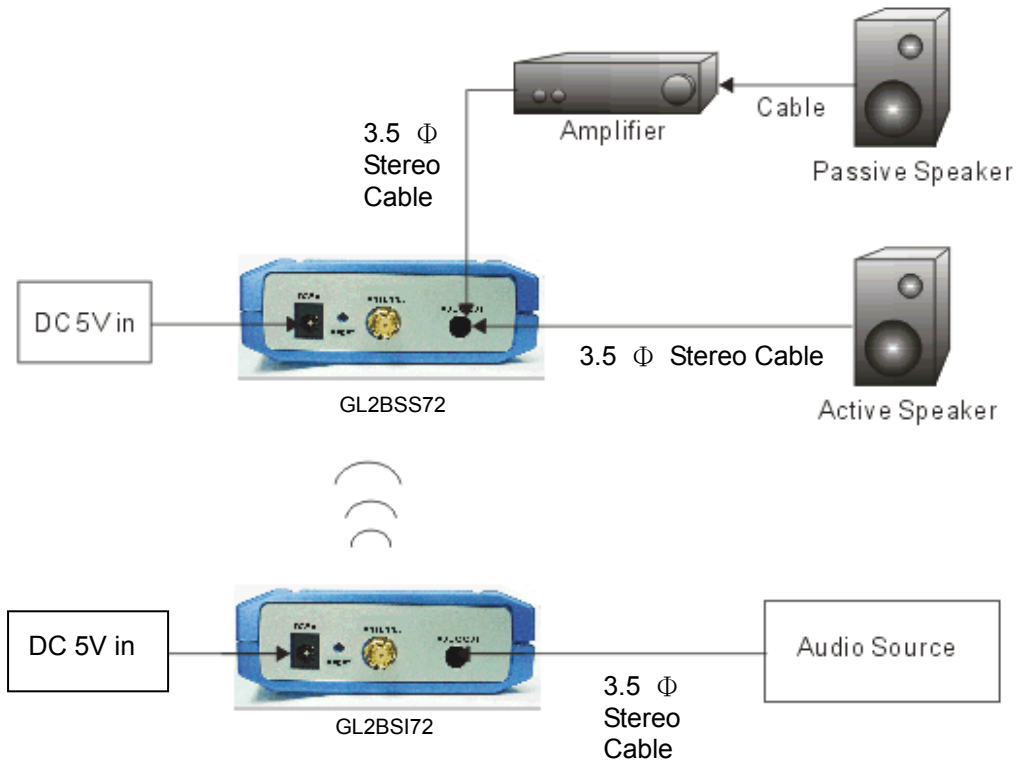 3.5 Φ
Stereo
Cable
Amplifier
Cable
Passive Speaker
DC 5V in
GL2BSS72
3.5 Φ Stereo Cable
Active Speaker
DC 5V in
GL2BSI72
3.5 Φ
Stereo
Cable
Audio Source